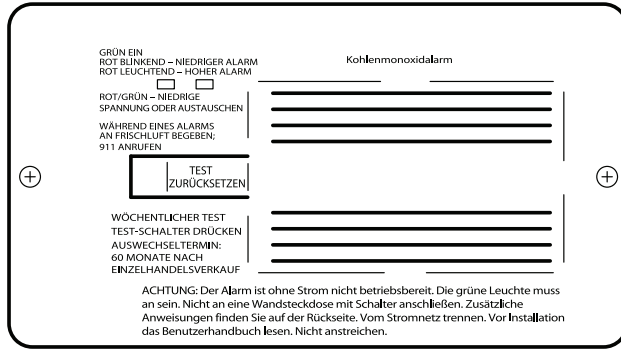 GRÜN EIN
ROT BLINKEND – NIEDRIGER ALARM
ROT LEUCHTEND – HOHER ALARM
Kohlenmonoxidalarm
ROT/GRÜN – NIEDRIGE
SPANNUNG ODER AUSTAUSCHEN
WÄHREND EINES ALARMS
AN FRISCHLUFT BEGEBEN;
911 ANRUFEN
TEST
ZURÜCKSETZEN
WÖCHENTLICHER TEST
TEST-SCHALTER DRÜCKEN
AUSWECHSELTERMIN:
60 MONATE NACH
EINZELHANDELSVERKAUF
ACHTUNG: Der Alarm ist ohne Strom nicht betriebsbereit. Die grüne Leuchte muss
an sein. Nicht an eine Wandsteckdose mit Schalter anschließen. Zusätzliche
Anweisungen finden Sie auf der Rückseite. Vom Stromnetz trennen. Vor Installation
das Benutzerhandbuch lesen. Nicht anstreichen.